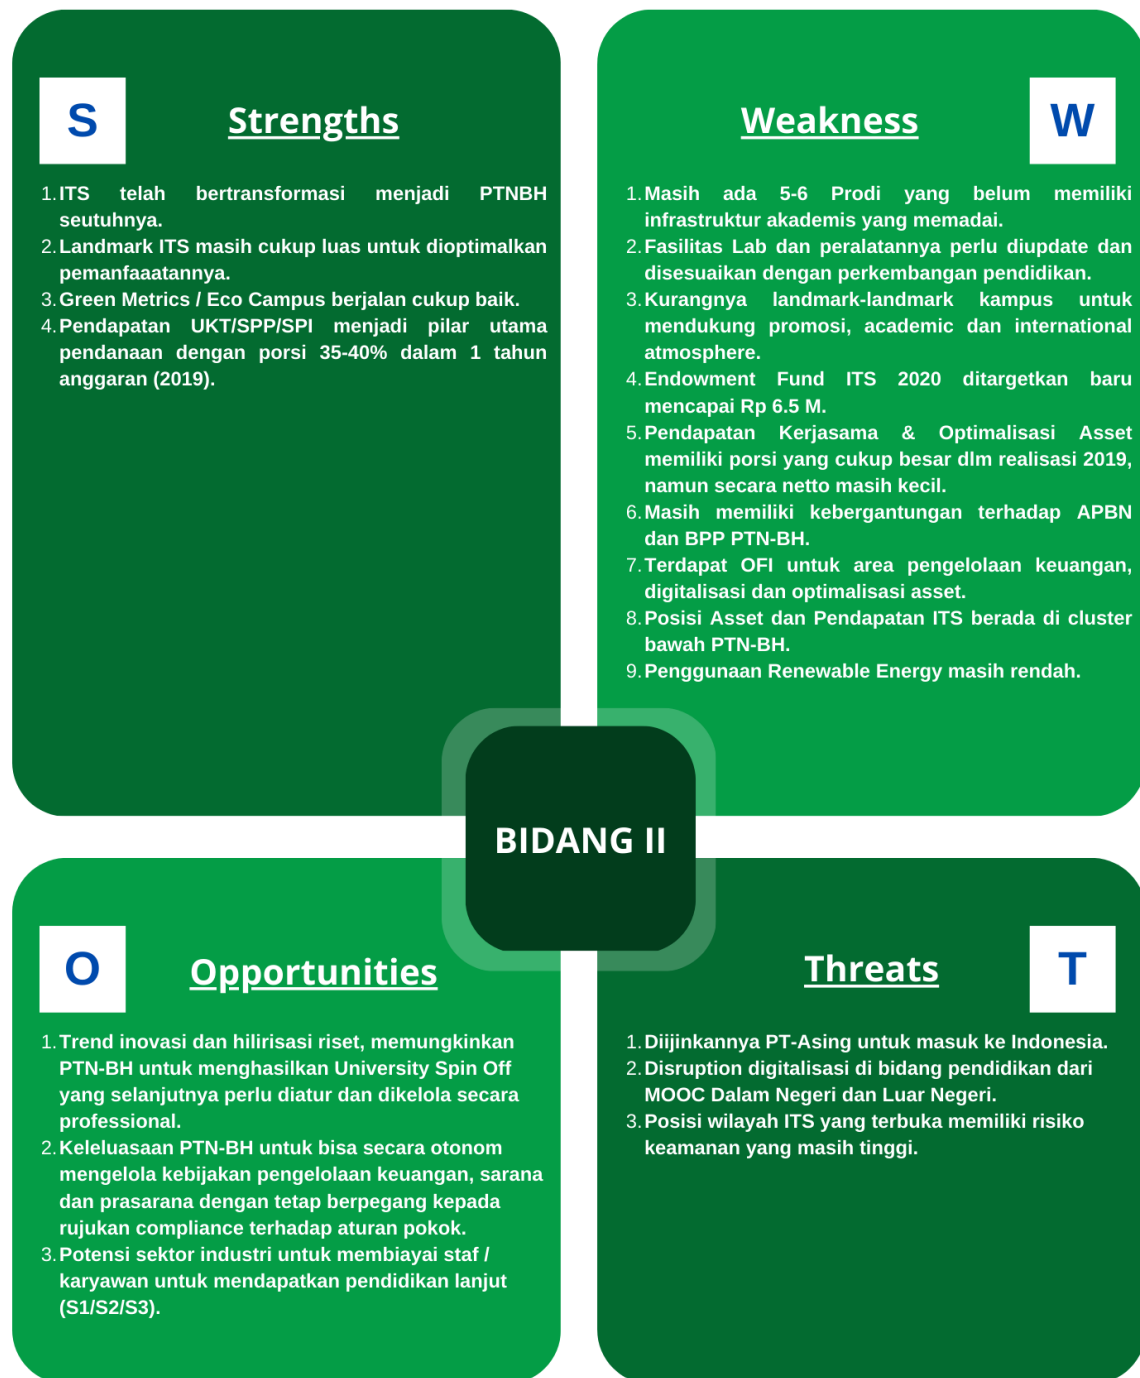 S
Strengths
1. ITS telah bertransformasi menjadi PTNBH
seutuhnya.
2. Landmark ITS masih cukup luas untuk dioptimalkan
pemanfaaatannya.
3. Green Metrics / Eco Campus berjalan cukup baik.
4. Pendapatan UKT/SPP/SPI menjadi pilar utama
pendanaan dengan porsi 35-40% dalam 1 tahun
anggaran (2019).
Weakness
W
1. Masih ada 5-6 Prodi yang belum memiliki
infrastruktur akademis yang memadai.
2. Fasilitas Lab dan peralatannya perlu diupdate dan
disesuaikan dengan perkembangan pendidikan.
3. Kurangnya landmark-landmark kampus untuk
mendukung promosi, academic dan international
atmosphere.
4. Endowment Fund ITS 2020 ditargetkan baru
mencapai Rp 6.5 M.
5. Pendapatan Kerjasama & Optimalisasi Asset
memiliki porsi yang cukup besar dlm realisasi 2019,
namun secara netto masih kecil.
6. Masih memiliki kebergantungan terhadap APBN
dan BPP PTN-BH.
7. Terdapat OFI untuk area pengelolaan keuangan,
digitalisasi dan optimalisasi asset.
8. Posisi Asset dan Pendapatan ITS berada di cluster
bawah PTN-BH.
9. Penggunaan Renewable Energy masih rendah.
BIDANG II
O
Opportunities
1. Trend inovasi dan hilirisasi riset, memungkinkan
PTN-BH untuk menghasilkan University Spin Off
yang selanjutnya perlu diatur dan dikelola secara
professional.
2. Keleluasaan PTN-BH untuk bisa secara otonom
mengelola kebijakan pengelolaan keuangan, sarana
dan prasarana dengan tetap berpegang kepada
rujukan compliance terhadap aturan pokok.
3. Potensi sektor industri untuk membiayai staf /
karyawan untuk mendapatkan pendidikan lanjut
(S1/S2/S3).
Threats
T
1. Diijinkannya PT-Asing untuk masuk ke Indonesia.
2. Disruption digitalisasi di bidang pendidikan dari
MOOC Dalam Negeri dan Luar Negeri.
3. Posisi wilayah ITS yang terbuka memiliki risiko
keamanan yang masih tinggi.